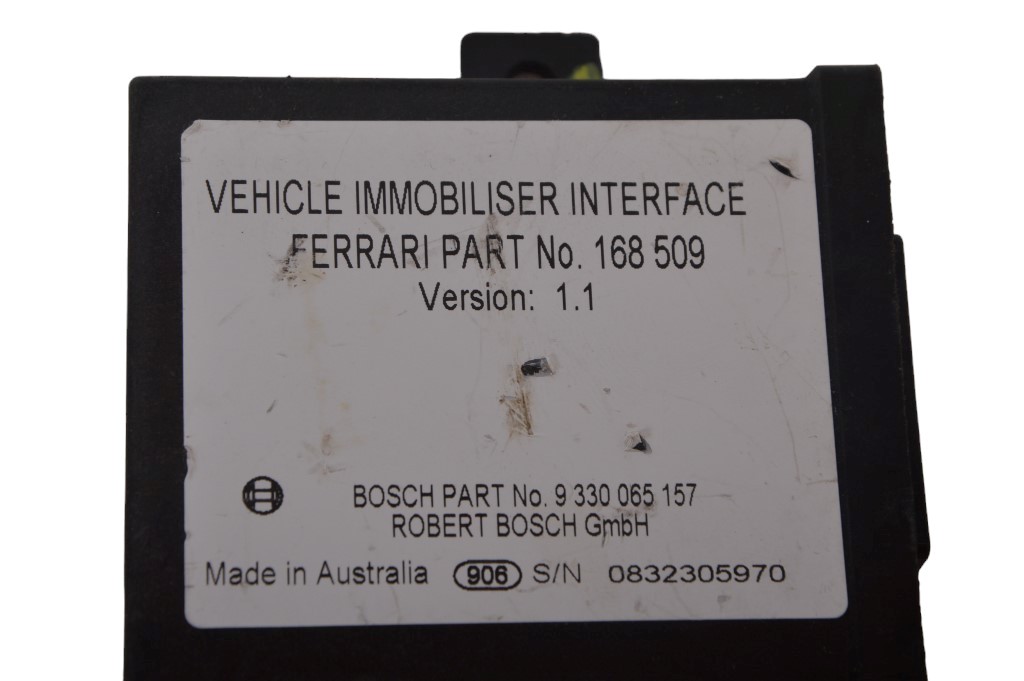 VEHICLE IMMOBILISER INTERFACE
FERRARI PART No. 168 509
Version: 1.1
BOSCH PART No. 9 330 065 157
ROBERT BOSCH GmbH
Made in Australia 906 S/N 0832305970